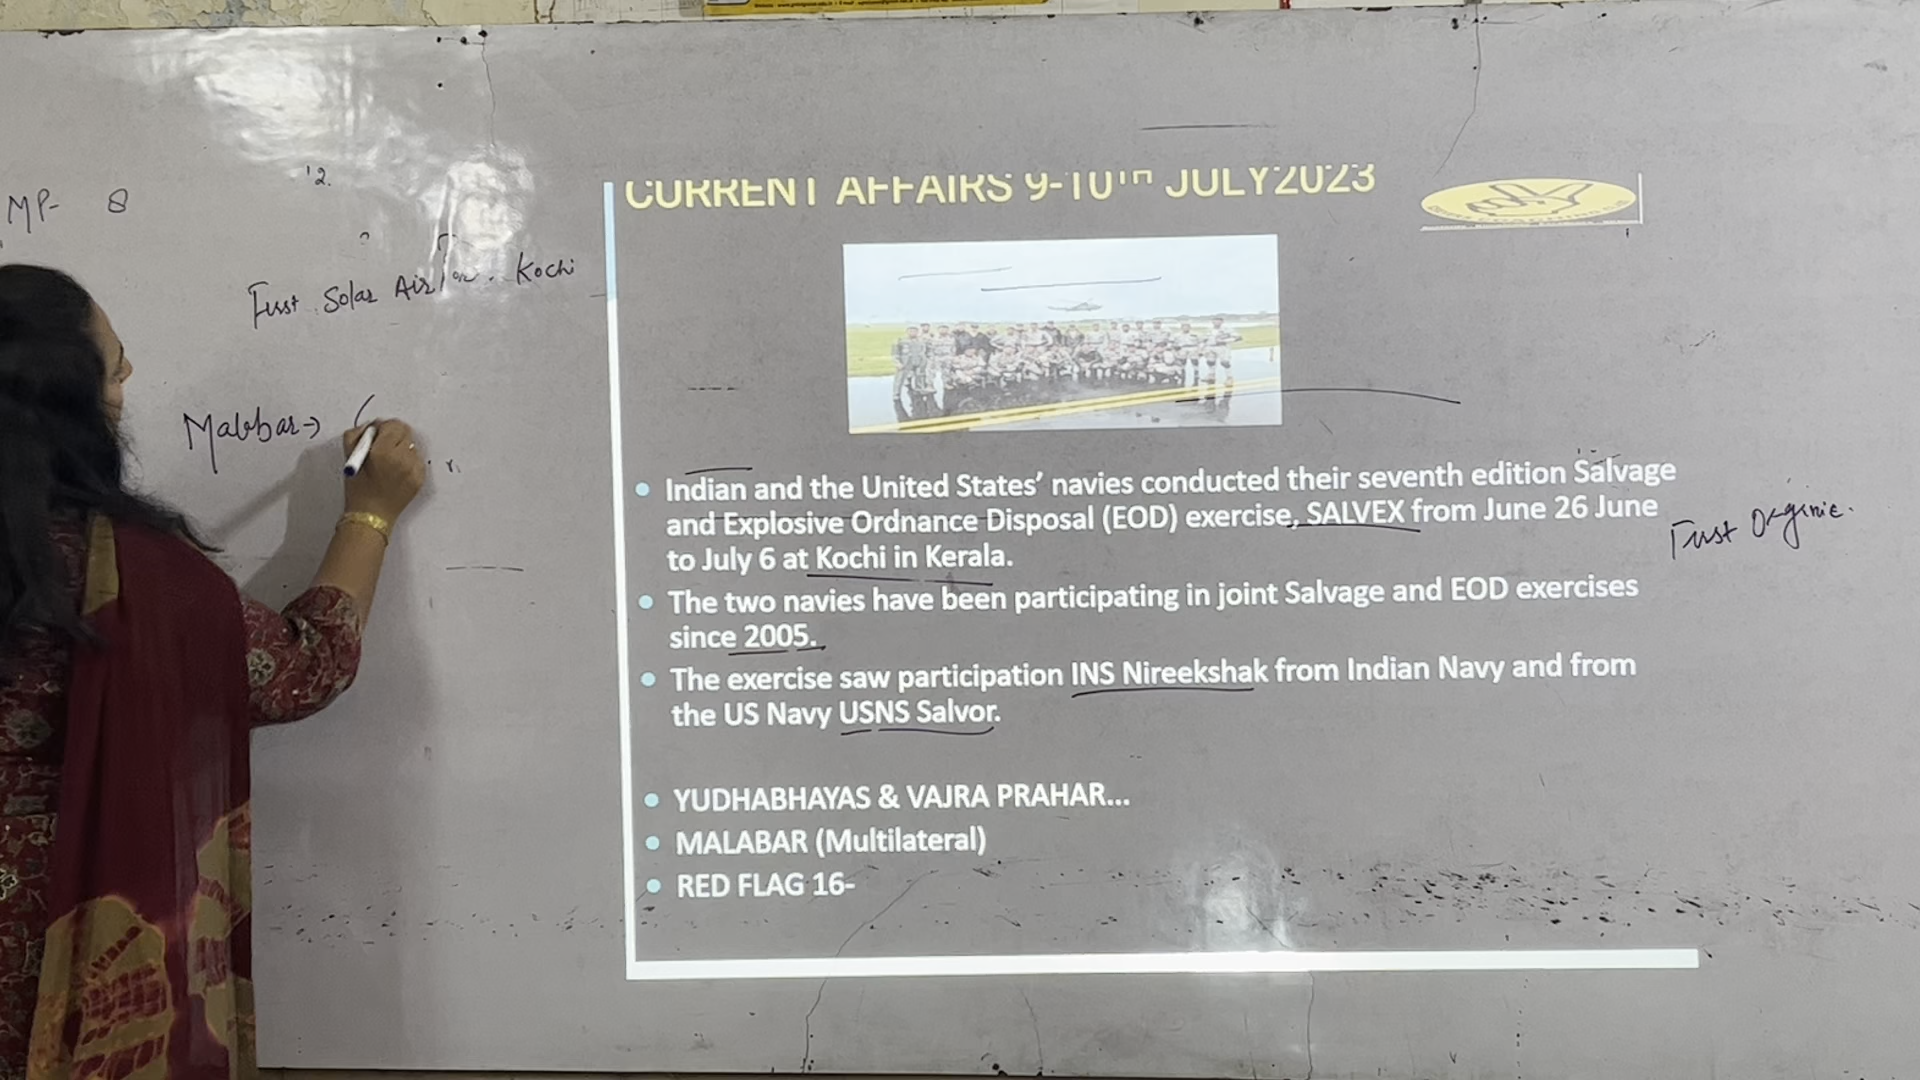 CURRENT AFFAIRS 9-10TH JULY2023
MP- 8
'2.
First Solar Airpor. Kochi
Malabar→ (
• Indian and the United States' navies conducted their seventh edition Salvage
and Explosive Ordnance Disposal (EOD) exercise, SALVEX from June 26 June
to July 6 at Kochi in Kerala.
First Organic.
• The two navies have been participating in joint Salvage and EOD exercises
since 2005.
• The exercise saw participation INS Nireekshak from Indian Navy and from
the US Navy USNS Salvor.
• YUDHABHAYAS & VAJRA PRAHAR...
• MALABAR (Multilateral)
• RED FLAG 16-